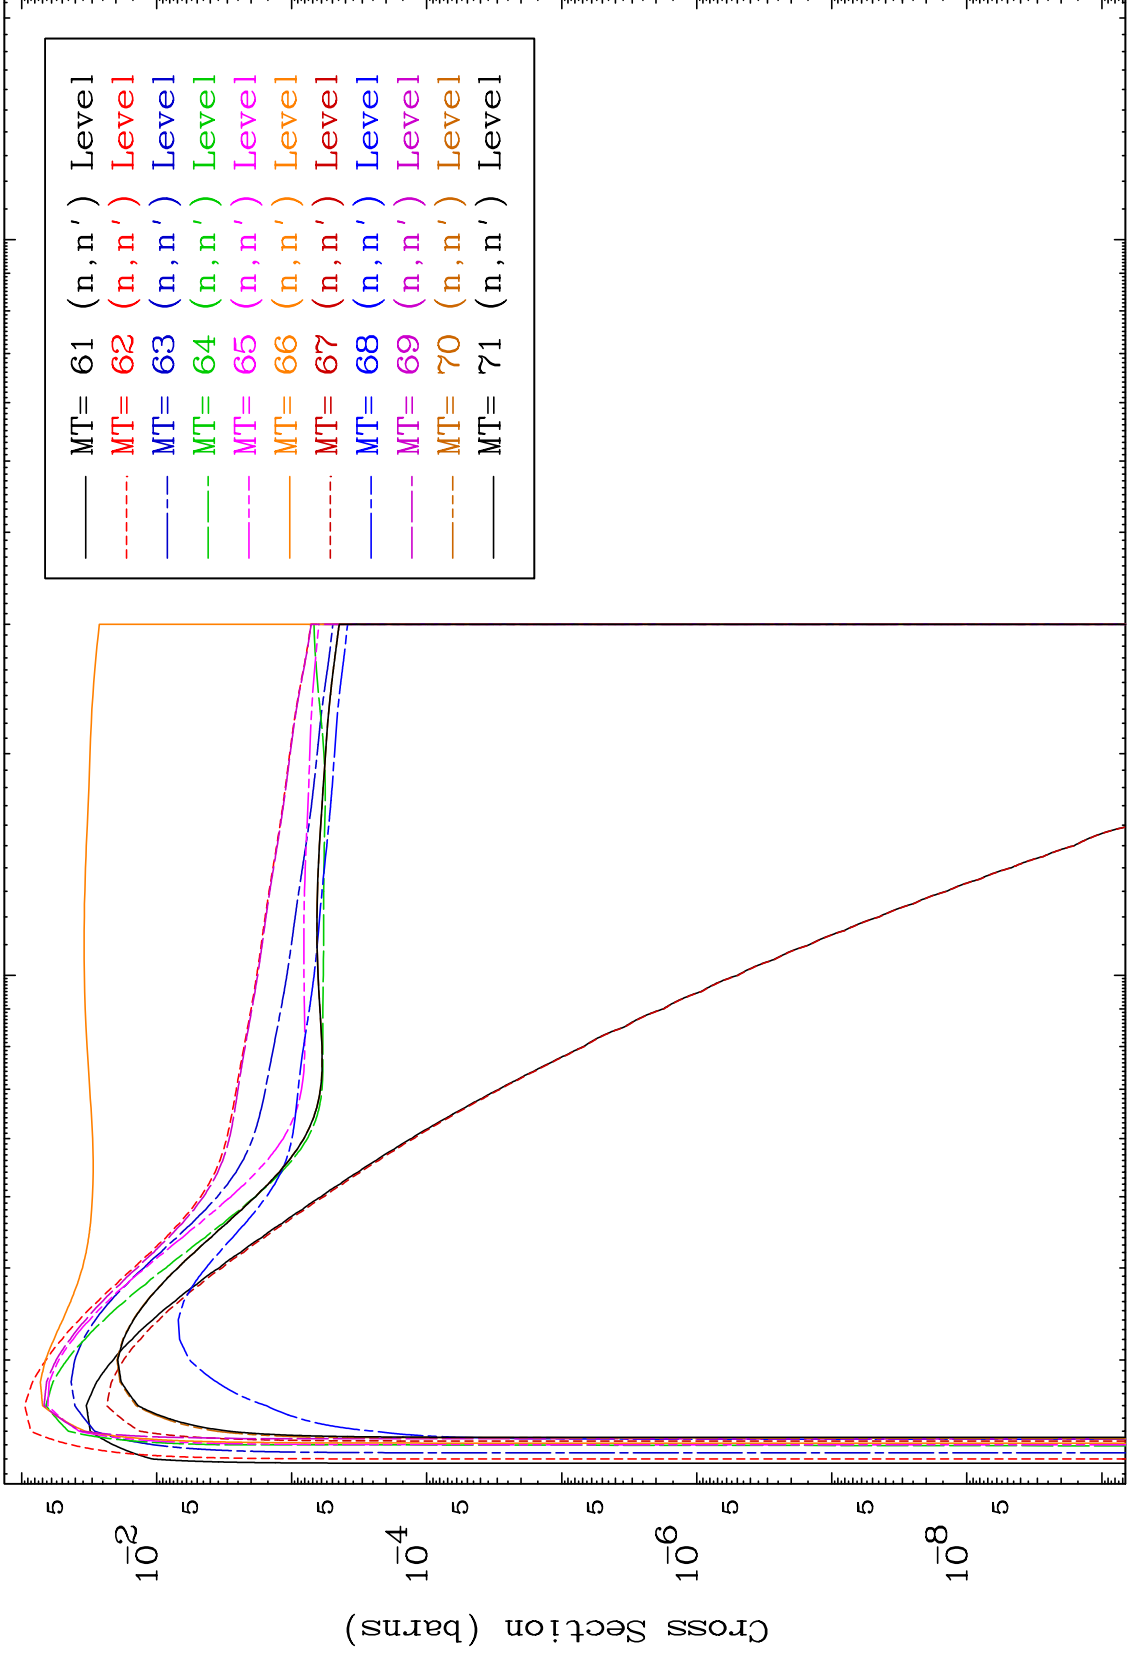 MT= 61 (n,n') Level
MT= 62 (n,n') Level
MT= 63 (n,n') Level
MT= 64 (n,n') Level
MT= 65 (n,n') Level
MT= 66 (n,n') Level
MT= 67 (n,n') Level
MT= 68 (n,n') Level
MT= 69 (n,n') Level
MT= 70 (n,n') Level
MT= 71 (n,n') Level
5
10^-2
5
5
10^-4
5
5
10^-6
5
5
10^-8
5
Cross Section (barns)